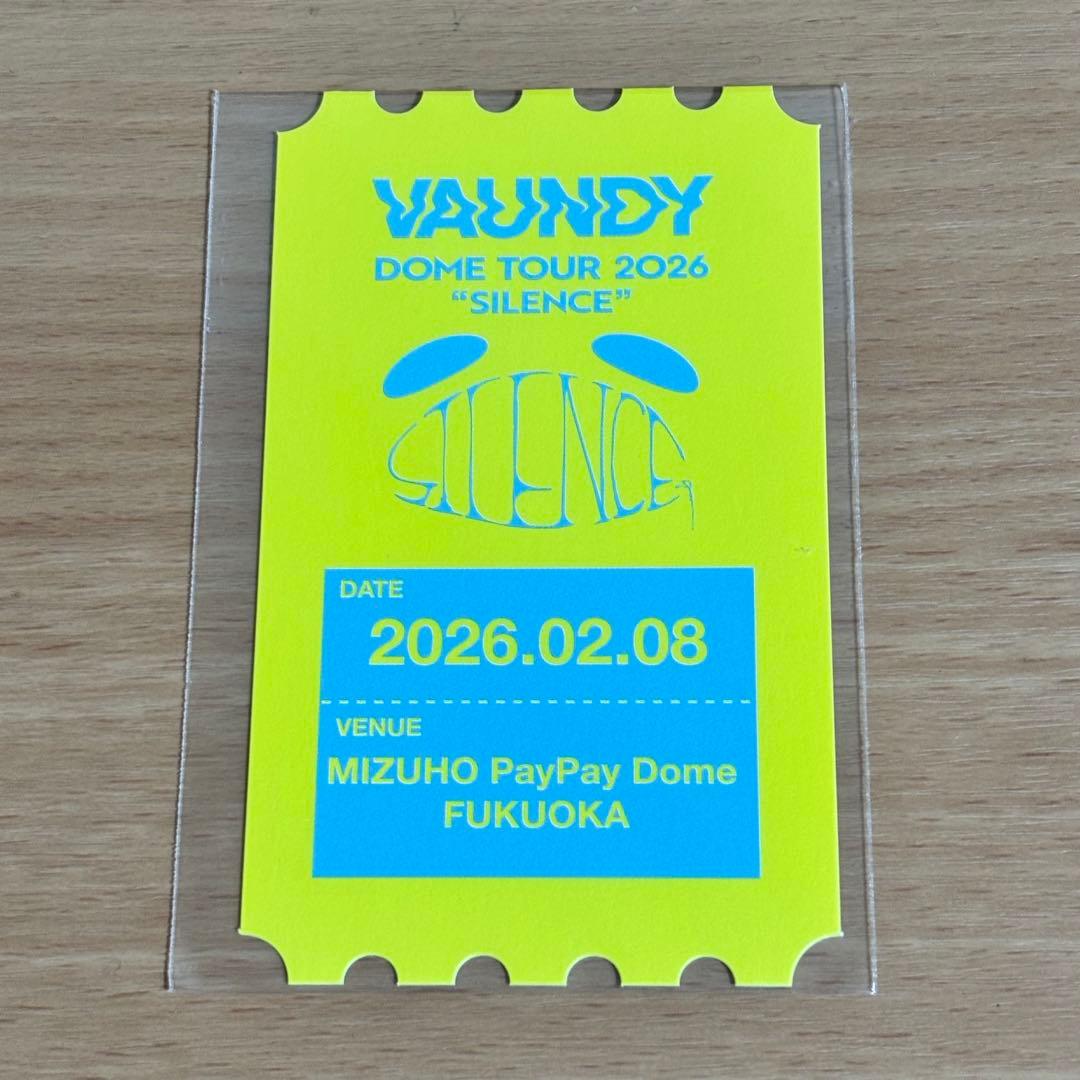 VAUNDY
DOME TOUR 2026
“SILENCE”
SILENCE
DATE
2026.02.08
VENUE
MIZUHO PayPay Dome
FUKUOKA